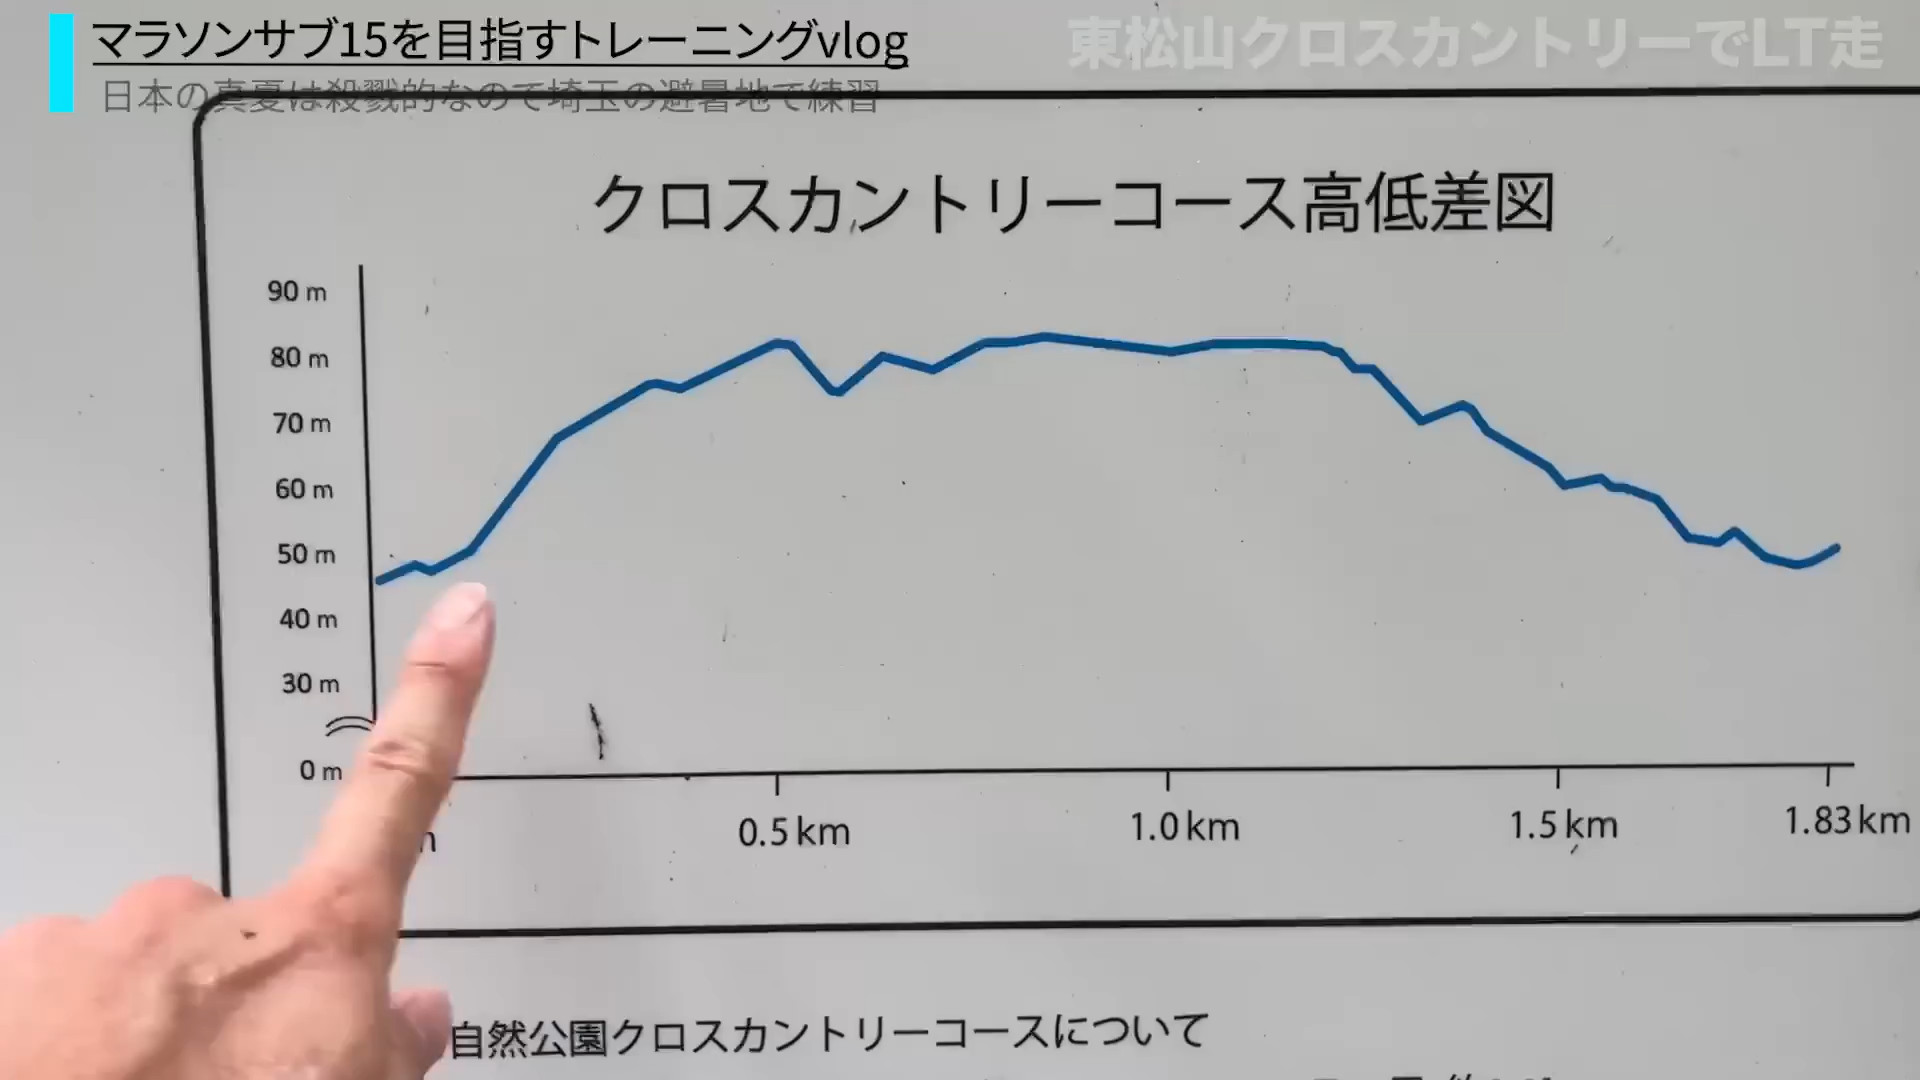 マラソンサブ15を目指すトレーニングvlog
東松山クロスカントリーでLT走
日本の真夏は殺戮的なので埼玉の避暑地で練習
クロスカントリーコース高低差図
90 m
80 m
70 m
60 m
50 m
40 m
30 m
0 m
0.5 km
1.0 km
1.5 km
1.83 km
自然公園クロスカントリーコースについて